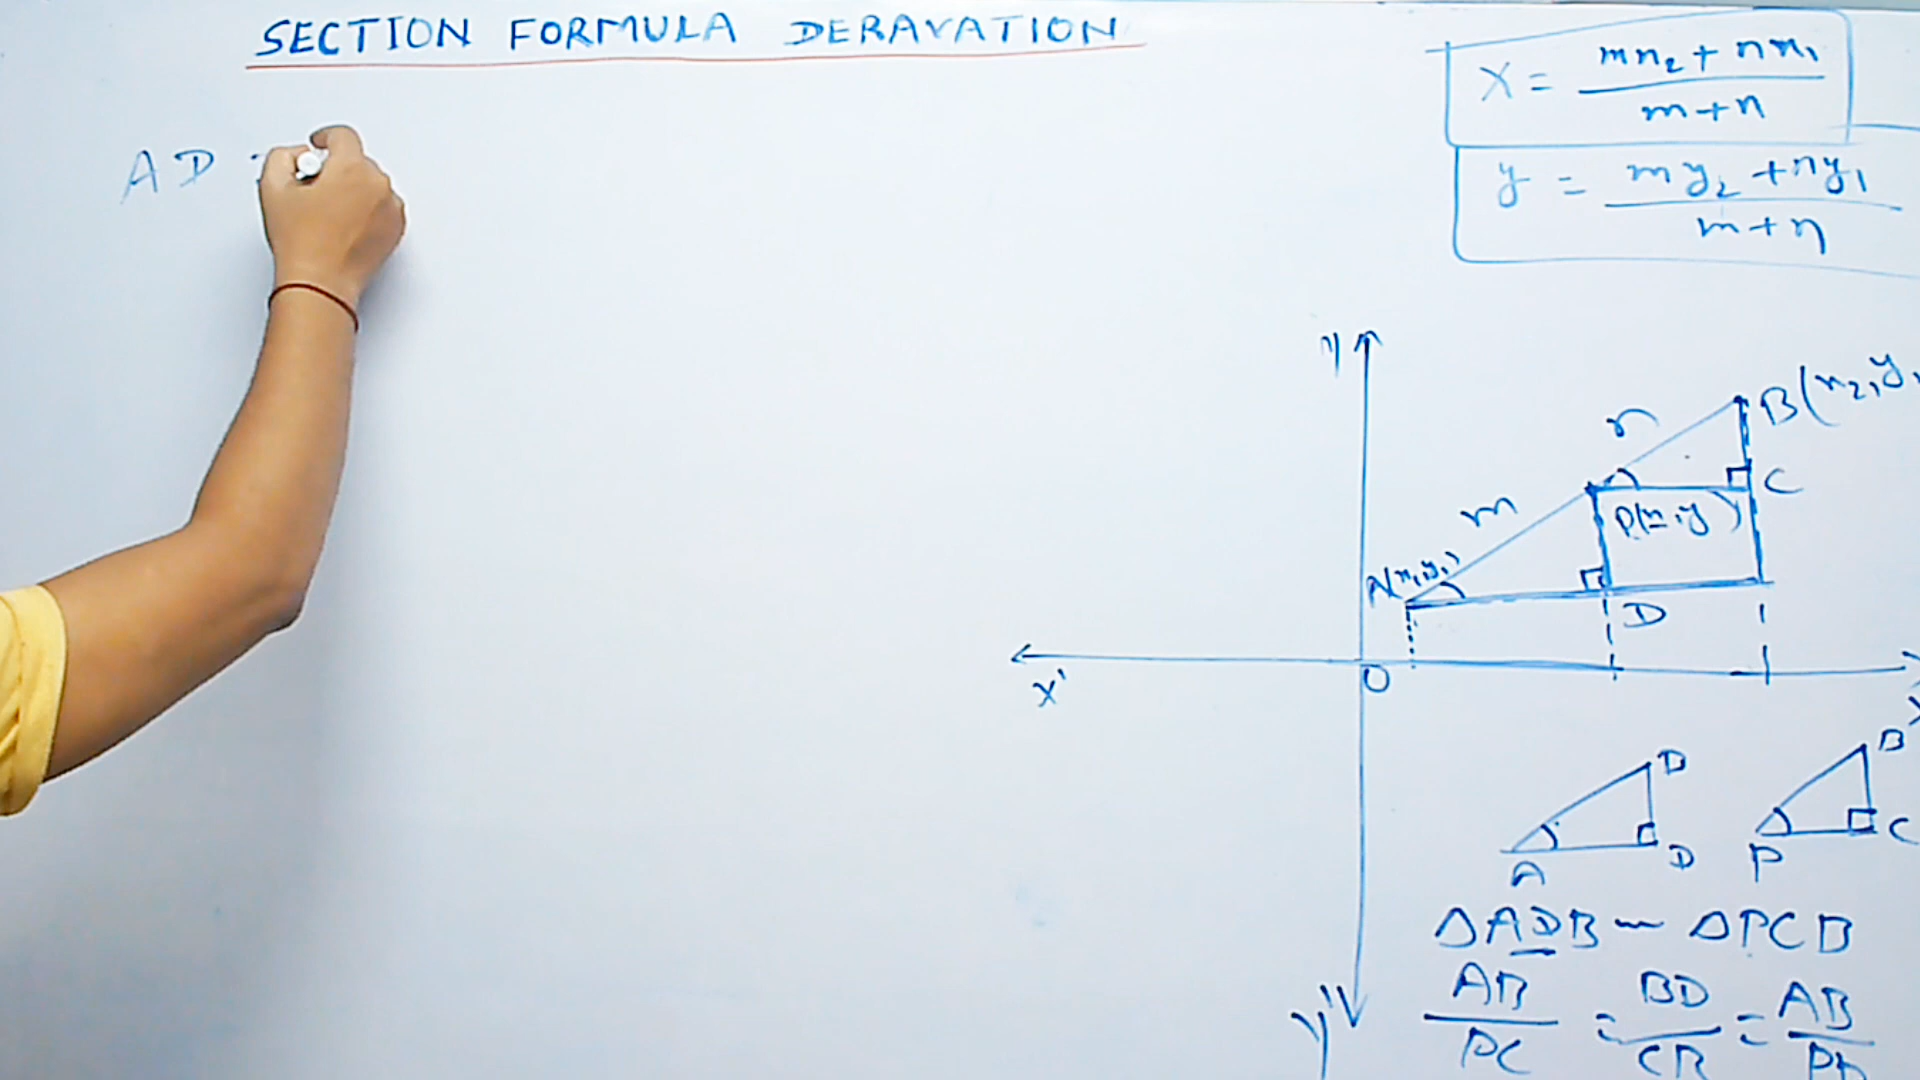 SECTION FORMULA DERAVATION
AD
X = mx₂ + nx₁ / m+n
y = my₂ + ny₁ / m+n
y
B(x₂, y
n
C
m
P(x, y)
A(x₁, y₁)
D
X'
O
X
B
D
B
A
P
C
ΔADB ~ ΔPCB
AB/PC = BD/CB = AB/PB
y'